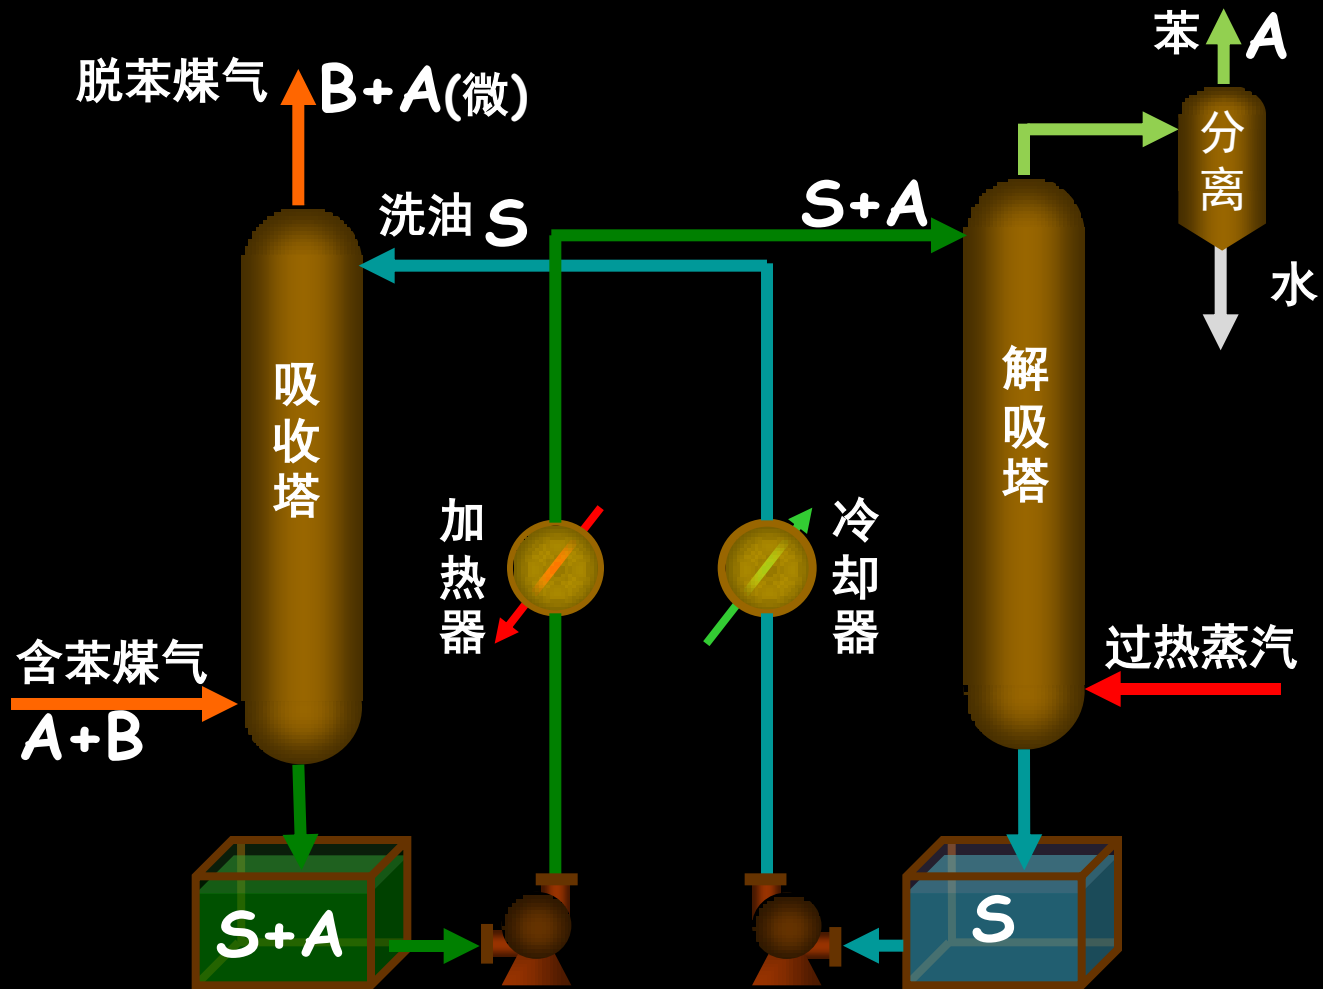 苯 A
脱苯煤气 B+A(微)
分离
洗油 S
S+A
水
吸收塔
解吸塔
加热器
冷却器
含苯煤气
A+B
过热蒸汽
S+A
S